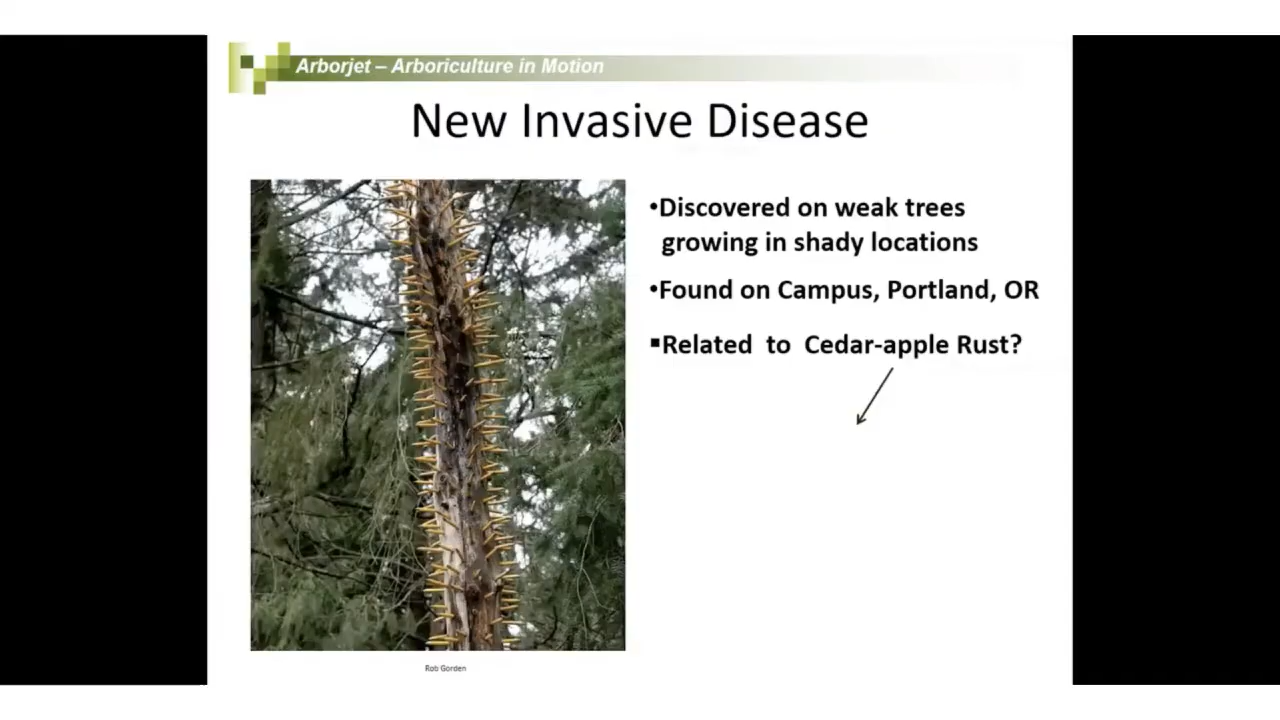 Arborjet – Arboriculture in Motion
New Invasive Disease
•Discovered on weak trees
growing in shady locations
•Found on Campus, Portland, OR
▪Related to Cedar-apple Rust?
Rob Gorden